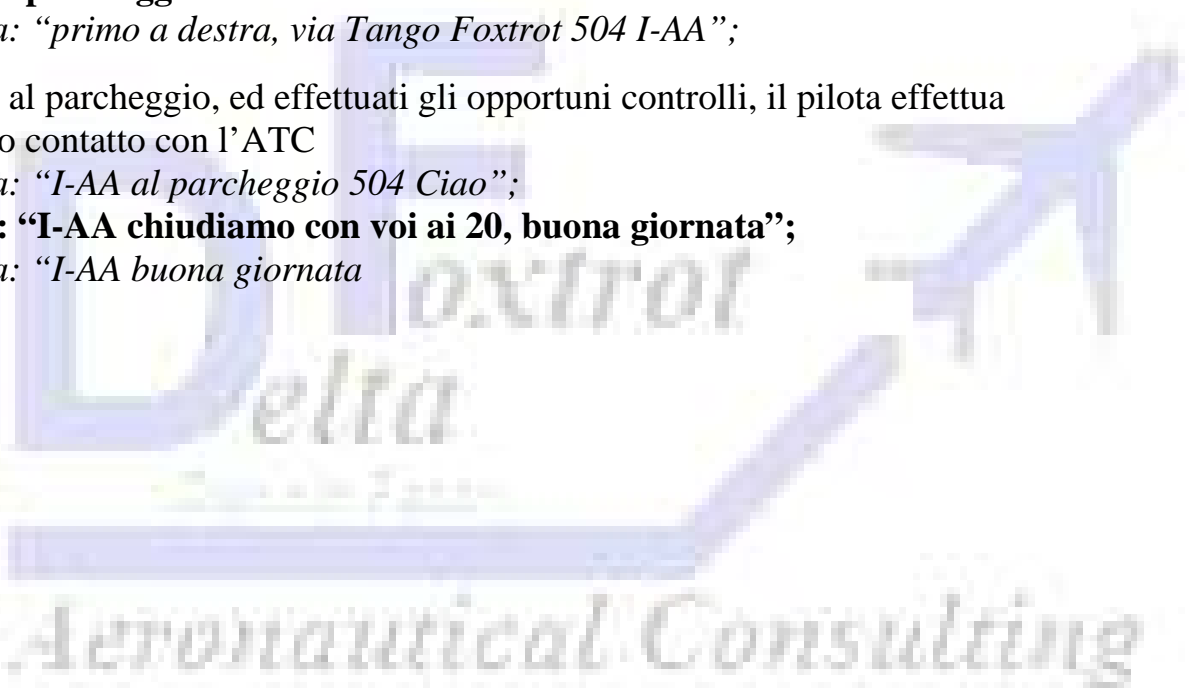 a: “primo a destra, via Tango Foxtrot 504 I-AA”;
al parcheggio, ed effettuati gli opportuni controlli, il pilota effettua
o contatto con l’ATC
a: “I-AA al parcheggio 504 Ciao”;
: “I-AA chiudiamo con voi ai 20, buona giornata”;
a: “I-AA buona giornata
DFoxtrot
Delta
Aeronautical Consulting